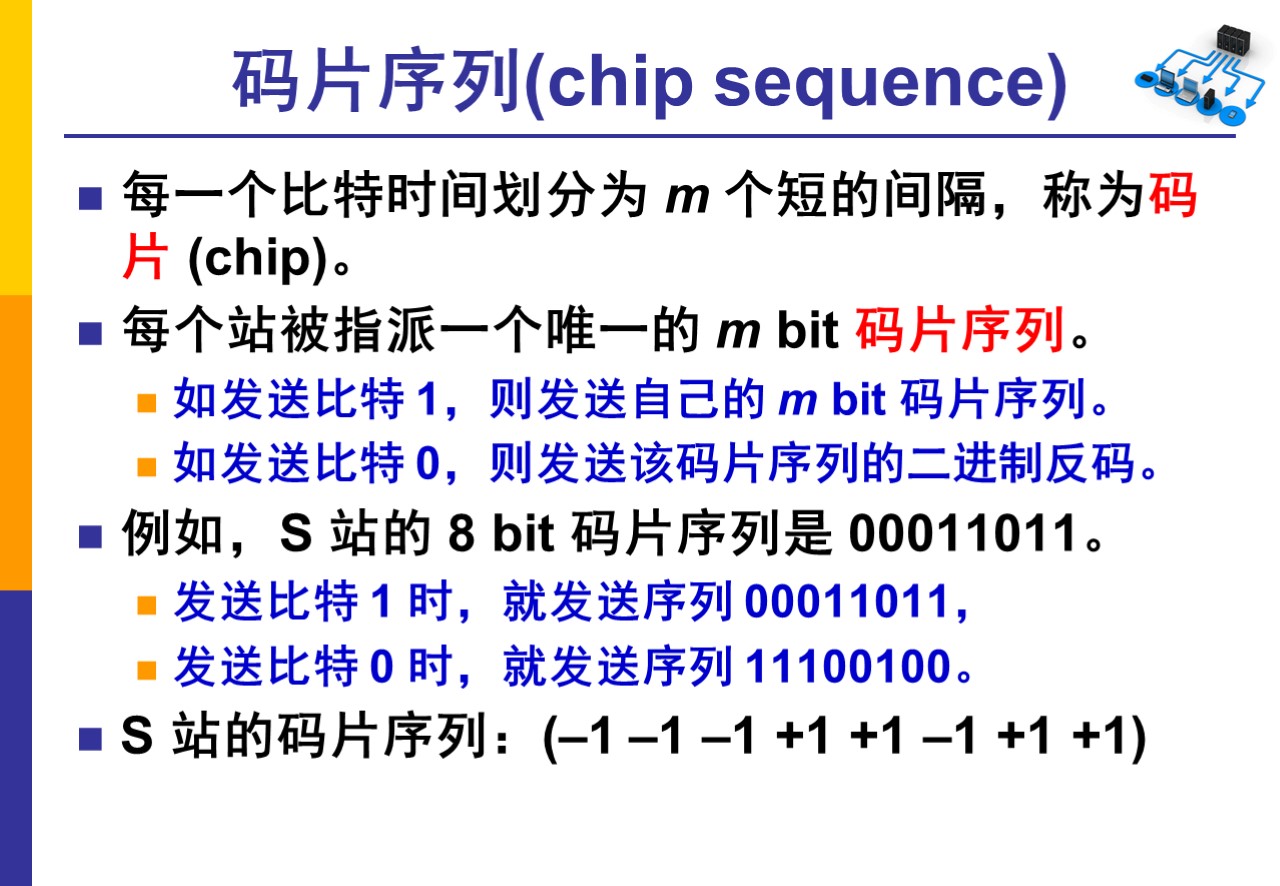 码片序列(chip sequence)
每一个比特时间划分为 m 个短的间隔，称为码
片 (chip)。
每个站被指派一个唯一的 m bit 码片序列。
如发送比特 1，则发送自己的 m bit 码片序列。
如发送比特 0，则发送该码片序列的二进制反码。
例如，S 站的 8 bit 码片序列是 00011011。
发送比特 1 时，就发送序列 00011011，
发送比特 0 时，就发送序列 11100100。
S 站的码片序列：(–1 –1 –1 +1 +1 –1 +1 +1)